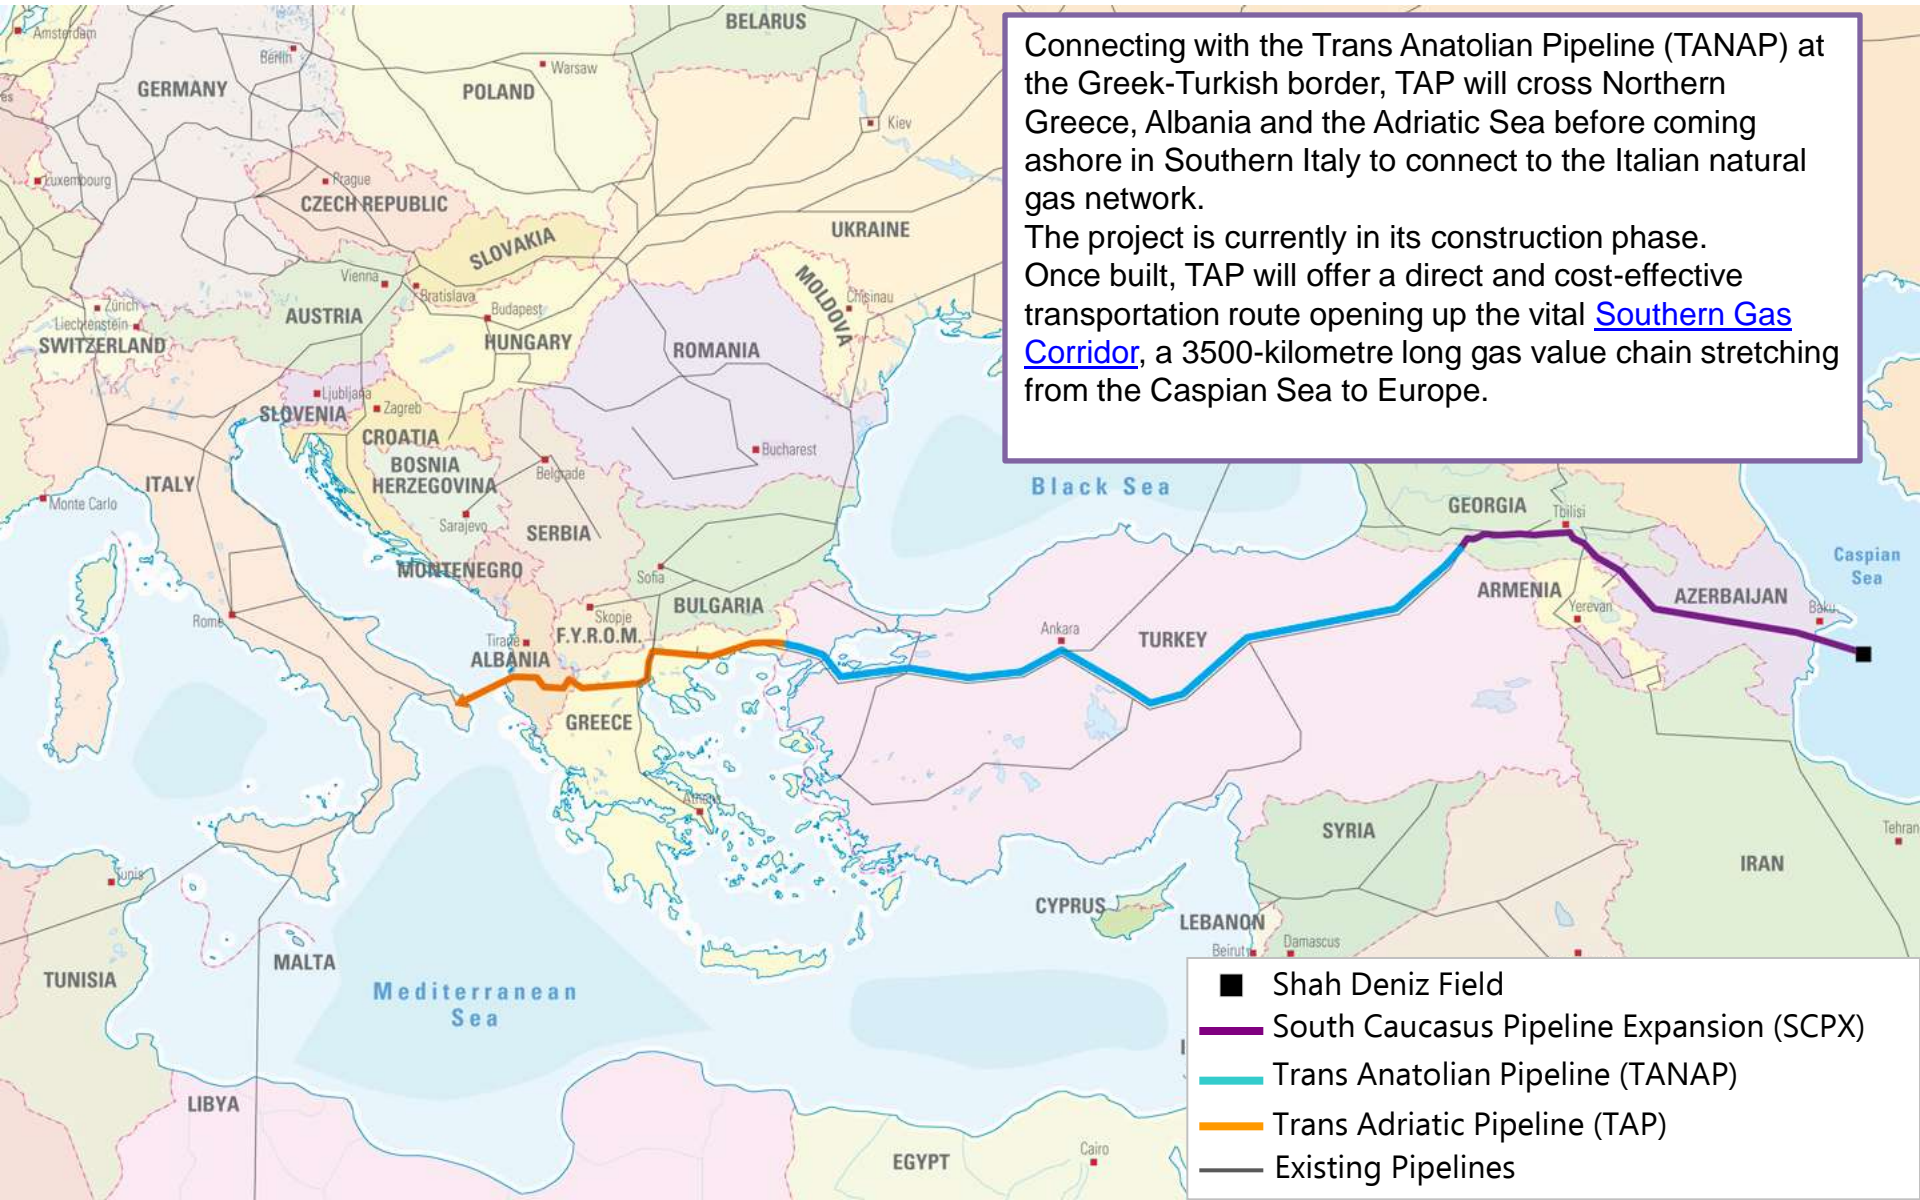 Connecting with the Trans Anatolian Pipeline (TANAP) at
the Greek-Turkish border, TAP will cross Northern
Greece, Albania and the Adriatic Sea before coming
ashore in Southern Italy to connect to the Italian natural
gas network.
The project is currently in its construction phase.
Once built, TAP will offer a direct and cost-effective
transportation route opening up the vital Southern Gas
Corridor, a 3500-kilometre long gas value chain stretching
from the Caspian Sea to Europe.
Amsterdam
Berlin
BELARUS
GERMANY
POLAND
Warsaw
Kiev
Luxembourg
Prague
CZECH REPUBLIC
UKRAINE
SLOVAKIA
Vienna
Bratislava
MOLDOVA
Chisinau
Zürich
Liechtenstein
SWITZERLAND
AUSTRIA
Budapest
HUNGARY
ROMANIA
Ljubljana
SLOVENIA
Zagreb
CROATIA
BOSNIA
HERZEGOVINA
Belgrade
Bucharest
ITALY
Monte Carlo
Sarajevo
SERBIA
Black Sea
GEORGIA
Tbilisi
MONTENEGRO
Sofia
BULGARIA
Caspian
Sea
ARMENIA
Yerevan
AZERBAIJAN
Baku
Rome
Skopje
F.Y.R.O.M.
Tirane
ALBANIA
Ankara
TURKEY
GREECE
Athens
SYRIA
Tehran
IRAN
Tunis
CYPRUS
LEBANON
Beirut
Damascus
TUNISIA
MALTA
Mediterranean
Sea
LIBYA
EGYPT
Cairo
Shah Deniz Field
South Caucasus Pipeline Expansion (SCPX)
Trans Anatolian Pipeline (TANAP)
Trans Adriatic Pipeline (TAP)
Existing Pipelines